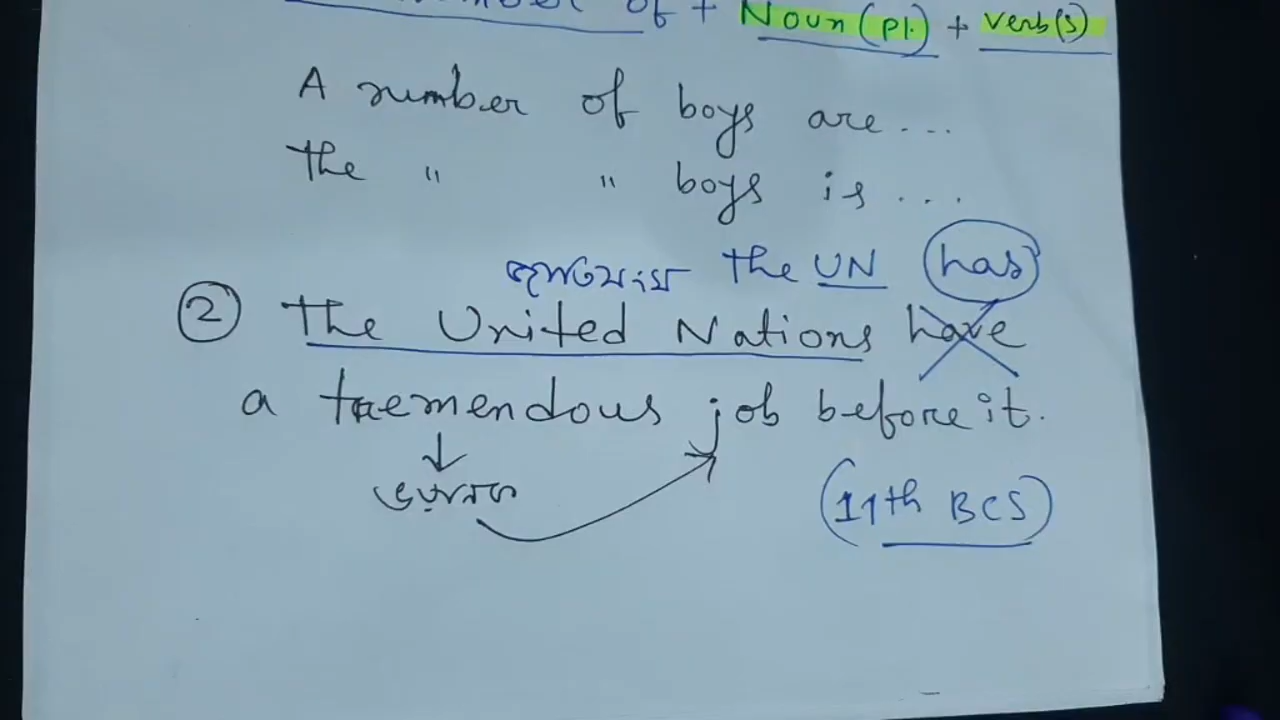 of + Noun (pl.) + verb(s)
A number of boys are...
the " " boys is...
the UN has
② The United Nations have
a tremendous job before it.
(11th BCS)